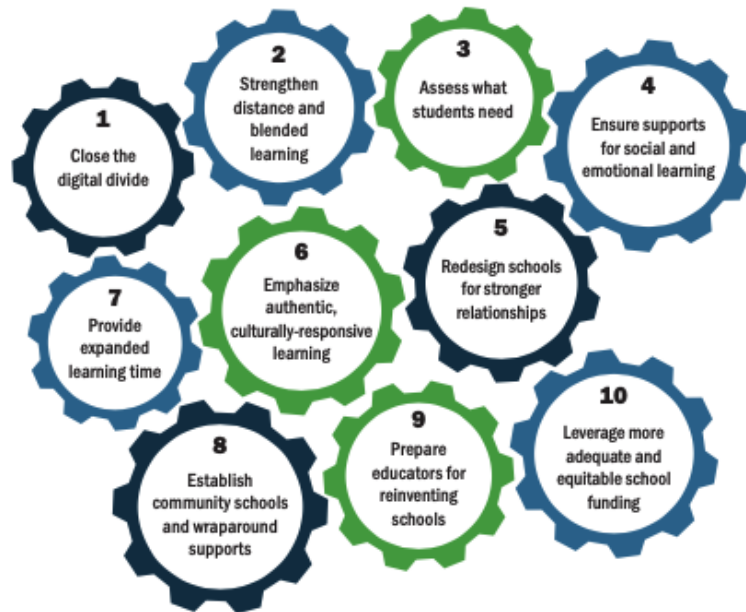 1
Close the
digital divide
2
Strengthen
distance and
blended
learning
3
Assess what
students need
4
Ensure supports
for social and
emotional learning
5
Redesign schools
for stronger
relationships
6
Emphasize
authentic,
culturally-responsive
learning
7
Provide
expanded
learning time
8
Establish
community schools
and wraparound
supports
9
Prepare
educators for
reinventing
schools
10
Leverage more
adequate and
equitable school
funding